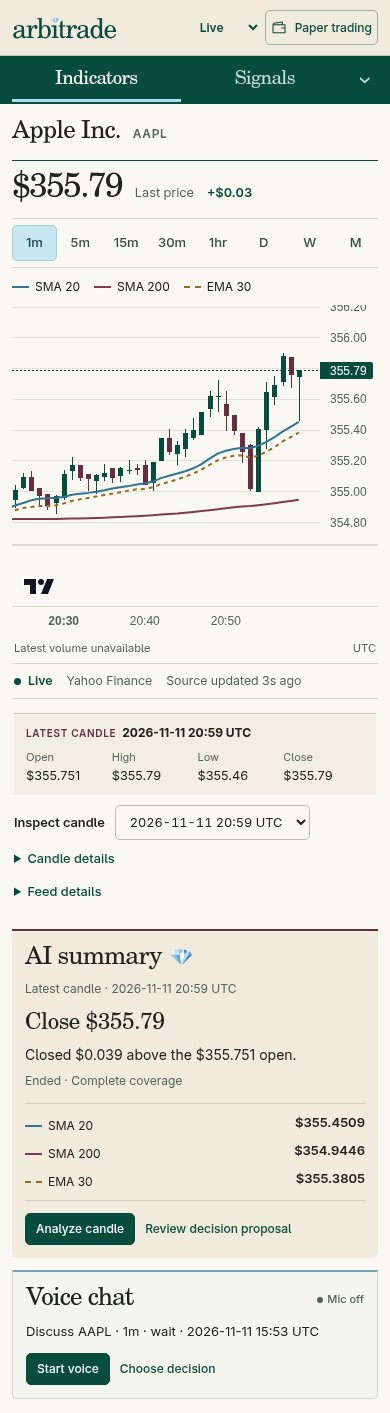 arbitrade
Live
Paper trading
Indicators
Signals
Apple Inc. AAPL
$355.79 Last price +$0.03
1m 5m 15m 30m 1hr D W M
SMA 20 SMA 200 EMA 30
356.20
356.00
355.79
355.60
355.40
355.20
355.00
354.80
20:30 20:40 20:50
Latest volume unavailable UTC
Live Yahoo Finance Source updated 3s ago
LATEST CANDLE 2026-11-11 20:59 UTC
Open High Low Close
$355.751 $355.79 $355.46 $355.79
Inspect candle 2026-11-11 20:59 UTC
Candle details
Feed details
AI summary
Latest candle · 2026-11-11 20:59 UTC
Close $355.79
Closed $0.039 above the $355.751 open.
Ended · Complete coverage
SMA 20 $355.4509
SMA 200 $354.9446
EMA 30 $355.3805
Analyze candle Review decision proposal
Voice chat Mic off
Discuss AAPL · 1m · wait · 2026-11-11 15:53 UTC
Start voice Choose decision